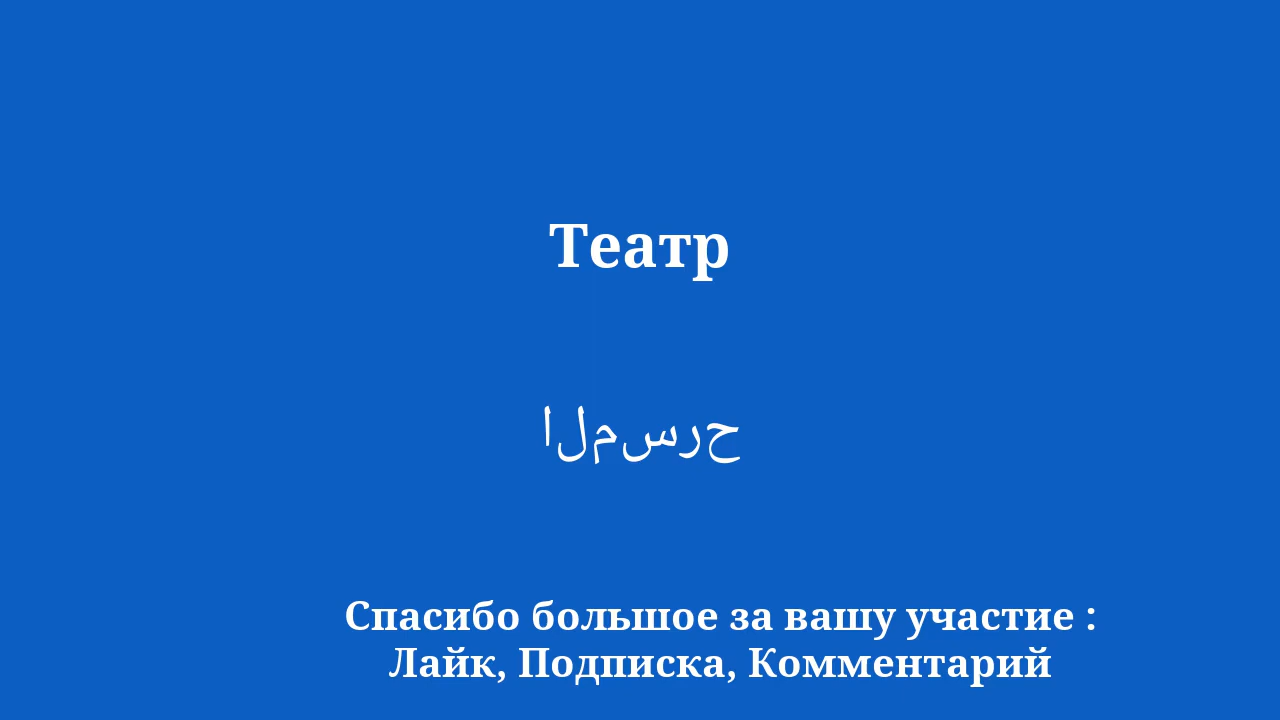 Театр
المسرح
Спасибо большое за вашу участие :
Лайк, Подписка, Комментарий